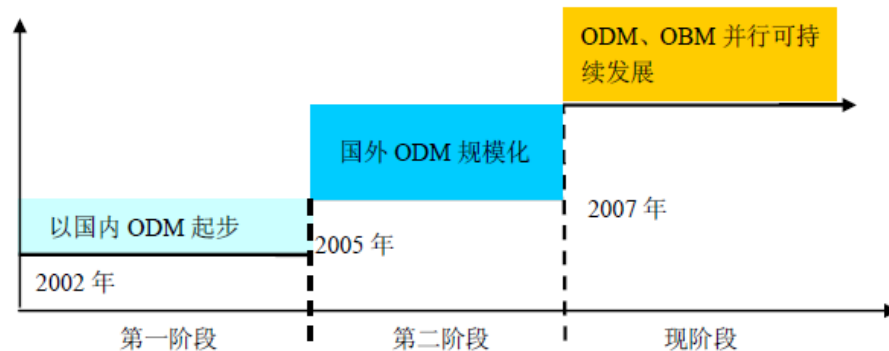 ODM、OBM 并行可持
续发展
国外 ODM 规模化
以国内 ODM 起步
2007 年
2005 年
2002 年
第一阶段
第二阶段
现阶段